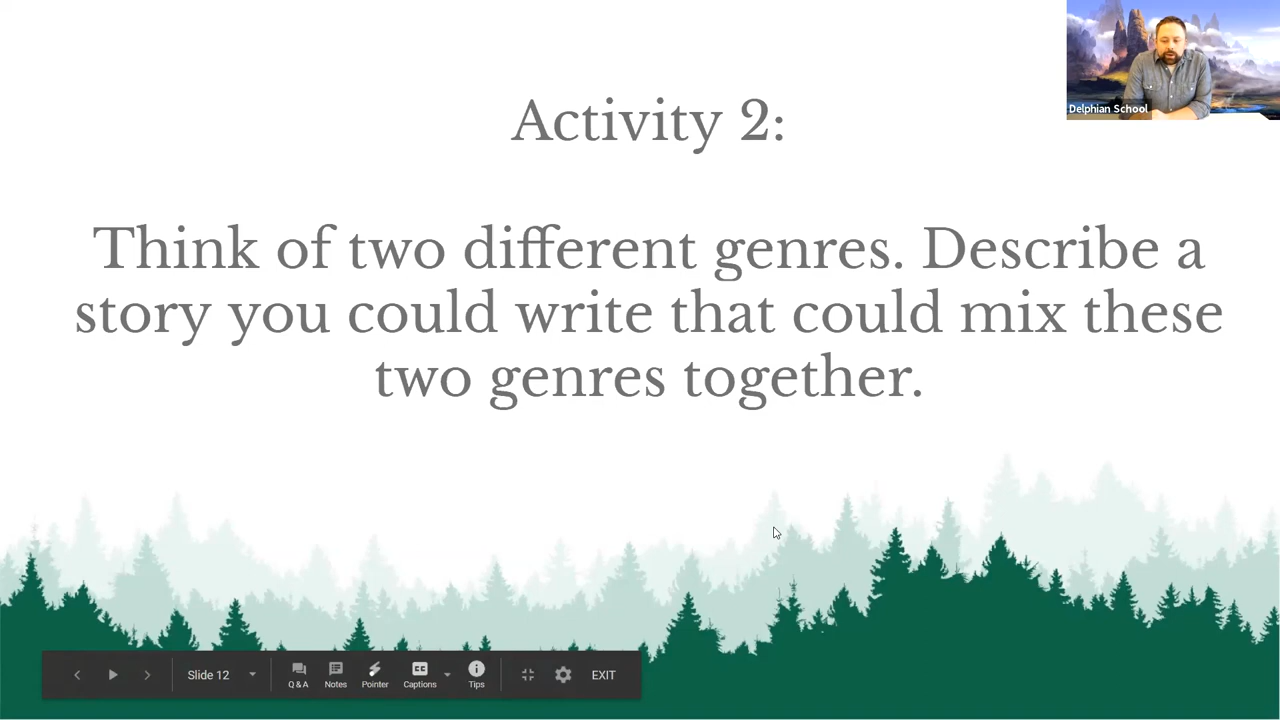 Delphian School
Activity 2:
Think of two different genres. Describe a
story you could write that could mix these
two genres together.
Slide 12
Q & A
Notes
Pointer
Captions
Tips
EXIT